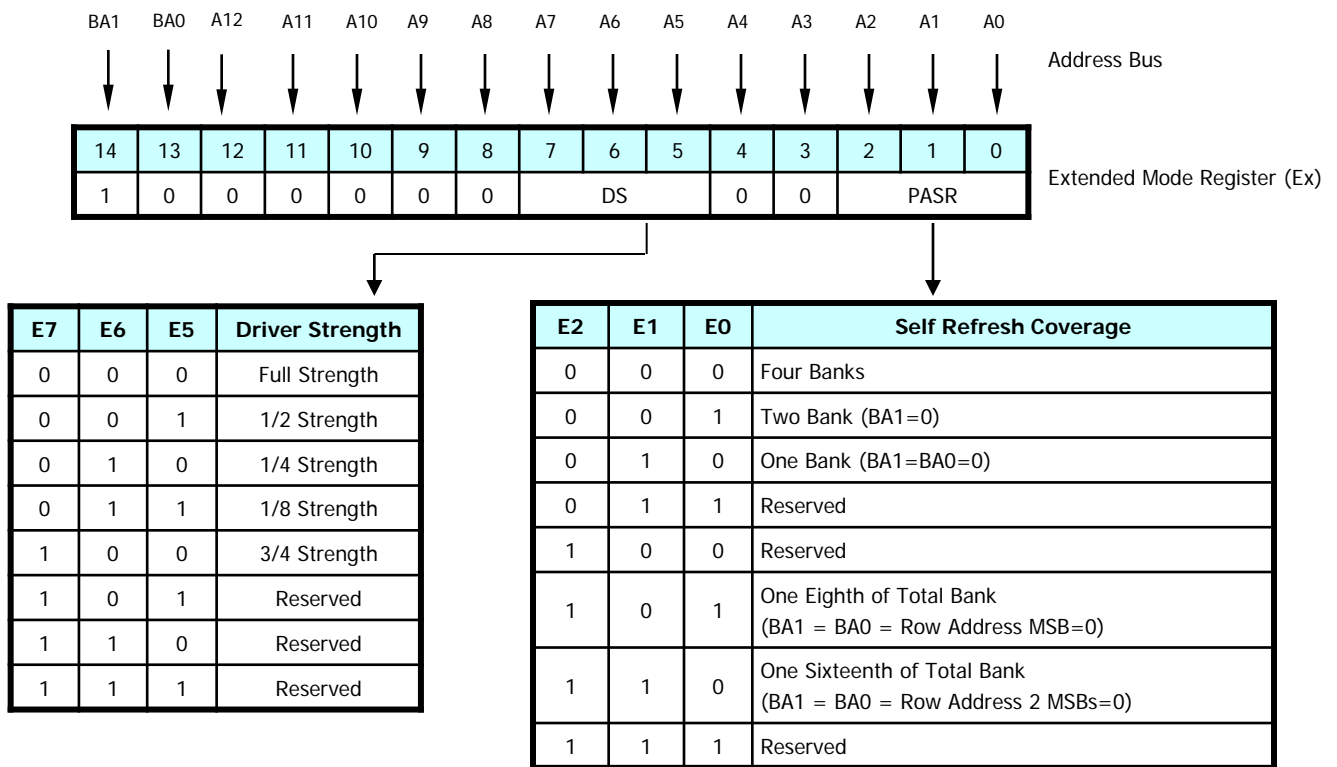 BA1 BA0 A12 A11 A10 A9 A8 A7 A6 A5 A4 A3 A2 A1 A0
Address Bus
14 13 12 11 10 9 8 7 6 5 4 3 2 1 0
1 0 0 0 0 0 0 DS 0 0 PASR
Extended Mode Register (Ex)
E7 E6 E5 Driver Strength
0 0 0 Full Strength
0 0 1 1/2 Strength
0 1 0 1/4 Strength
0 1 1 1/8 Strength
1 0 0 3/4 Strength
1 0 1 Reserved
1 1 0 Reserved
1 1 1 Reserved
E2 E1 E0 Self Refresh Coverage
0 0 0 Four Banks
0 0 1 Two Bank (BA1=0)
0 1 0 One Bank (BA1=BA0=0)
0 1 1 Reserved
1 0 0 Reserved
1 0 1 One Eighth of Total Bank
(BA1 = BA0 = Row Address MSB=0)
1 1 0 One Sixteenth of Total Bank
(BA1 = BA0 = Row Address 2 MSBs=0)
1 1 1 Reserved